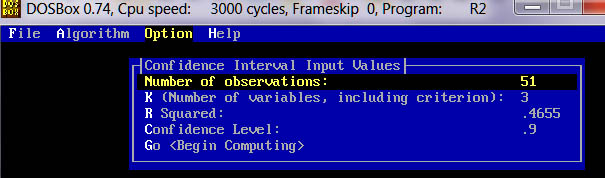 DOSBox 0.74, Cpu speed: 3000 cycles, Frameskip 0, Program: R2
File Algorithm Option Help
Confidence Interval Input Values
Number of observations: 51
K (Number of variables, including criterion): 3
R Squared: .4655
Confidence Level: .9
Go <Begin Computing>